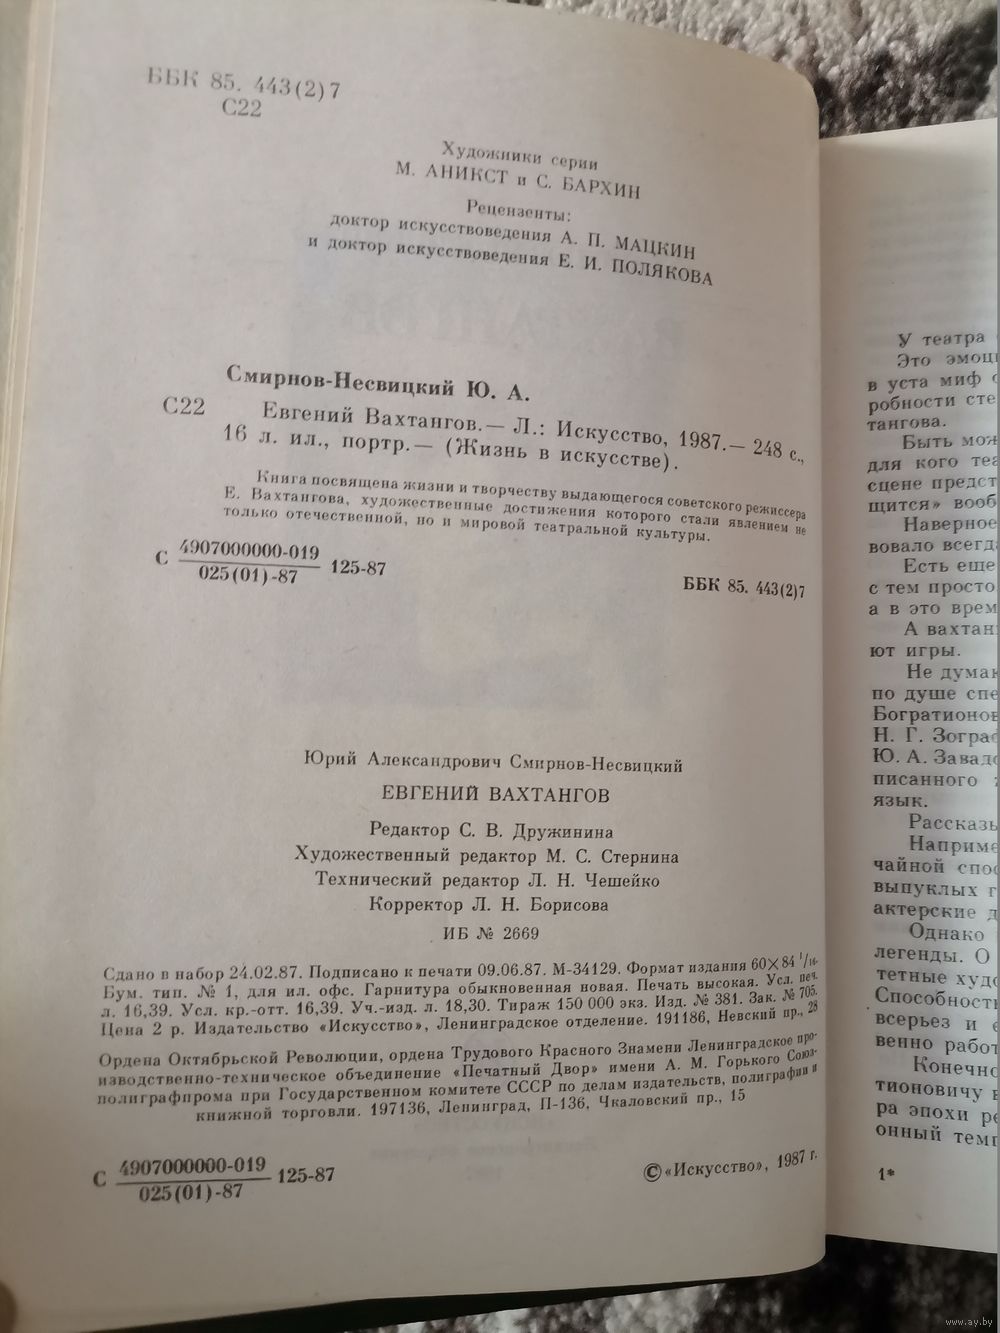 ББК 85. 443(2)7
С22
Художники серии
М. АНИКСТ и С. БАРХИН
Рецензенты:
доктор искусствоведения А. П. МАЦКИН
и доктор искусствоведения Е. И. ПОЛЯКОВА
Смирнов-Несвицкий Ю. А.
С22 Евгений Вахтангов.— Л.: Искусство, 1987.— 248 с.,
16 л. ил., портр.— (Жизнь в искусстве).
Книга посвящена жизни и творчеству выдающегося советского режиссера
Е. Вахтангова, художественные достижения которого стали явлением не
только отечественной, но и мировой театральной культуры.
С 4907000000-019 125-87
025(01)-87
ББК 85. 443(2)7
Юрий Александрович Смирнов-Несвицкий
ЕВГЕНИЙ ВАХТАНГОВ
Редактор С. В. Дружинина
Художественный редактор М. С. Стернина
Технический редактор Л. Н. Чешейко
Корректор Л. Н. Борисова
ИБ № 2669
Сдано в набор 24.02.87. Подписано к печати 09.06.87. М-34129. Формат издания 60×84 1/16.
Бум. тип. № 1, для ил. офс. Гарнитура обыкновенная новая. Печать высокая. Усл. печ.
л. 16,39. Усл. кр.-отт. 16,39. Уч.-изд. л. 18,30. Тираж 150 000 экз. Изд. № 381. Зак. № 705.
Цена 2 р. Издательство «Искусство», Ленинградское отделение. 191186, Невский пр., 28
Ордена Октябрьской Революции, ордена Трудового Красного Знамени Ленинградское про-
изводственно-техническое объединение «Печатный Двор» имени А. М. Горького Союз-
полиграфпрома при Государственном комитете СССР по делам издательств, полиграфии и
книжной торговли. 197136, Ленинград, П-136, Чкаловский пр., 15
С 4907000000-019 125-87
025(01)-87
©«Искусство», 1987 г.
У театра
Это эмоц
в уста миф
робности сте
тангова.
Быть мож
для кого теа
сцене предст
щится» вооб
Наверное
вовало всегда
Есть еще
с тем просто
а в это врем
А вахтан
ют игры.
Не думак
по душе спе
Богратионов
Н. Г. Зограф
Ю. А. Завадс
писанного
язык.
Рассказы
Наприме
чайной спос
выпуклых г
актерские д
Однако
легенды. О
тетные худо
Способность
всерьез и
венно работ
Конечно
тионовичу
ра эпохи ре
онный темп
1*
www.ay.by